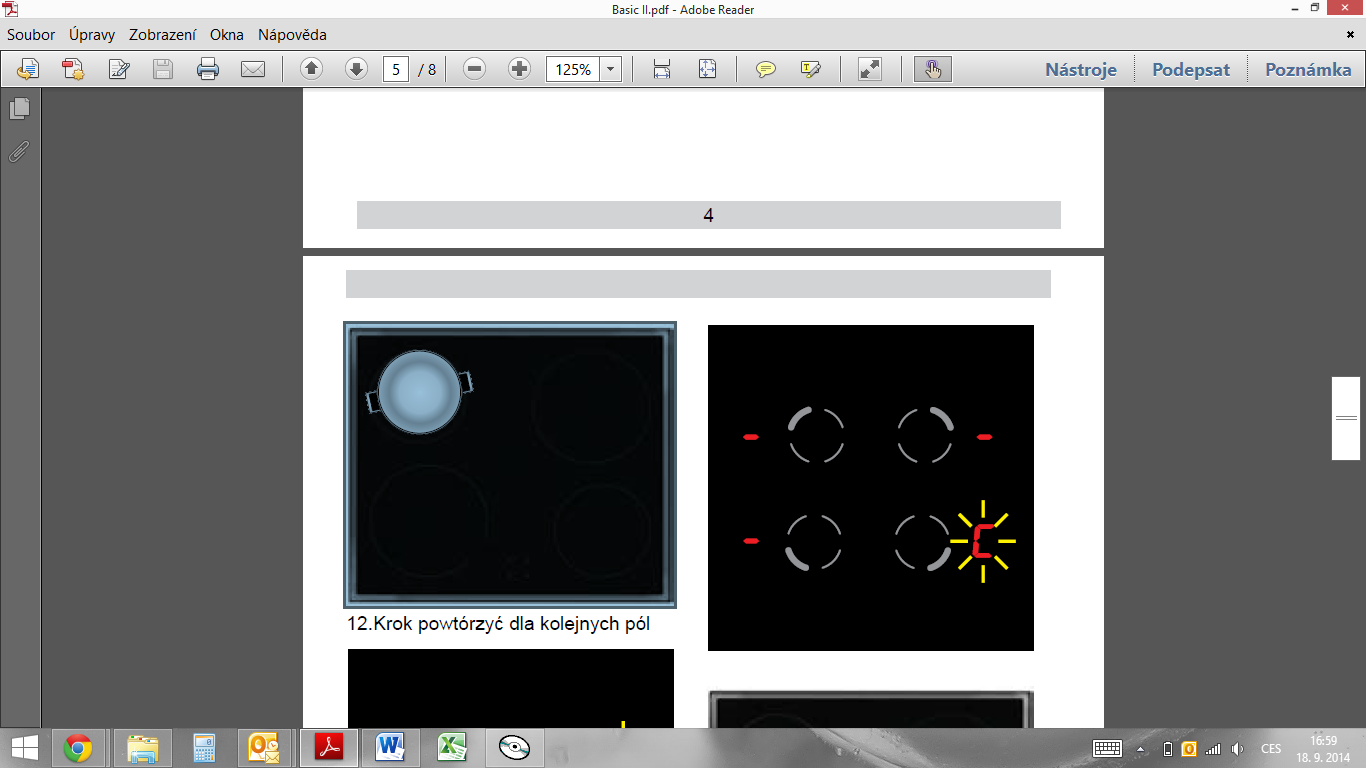 Basic II.pdf - Adobe Reader
Soubor Úpravy Zobrazení Okna Nápověda
5 / 8 125% Nástroje Podepsat Poznámka
4
12.Krok powtórzyć dla kolejnych pól
CES 16:59
18. 9. 2014